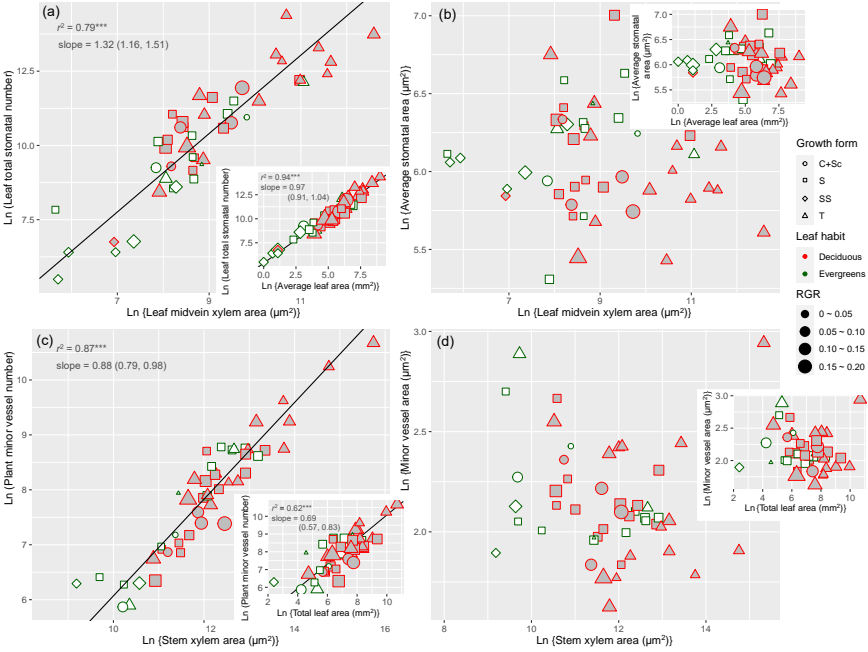 (a)
r² = 0.79***
slope = 1.32 (1.16, 1.51)
Ln (Leaf total stomatal number)
12.5
10.0
7.5
7
9
11
Ln {Leaf midvein xylem area (µm²)}
r² = 0.94***
slope = 0.97
(0.91, 1.04)
Ln (Leaf total stomatal number)
12.5
10.0
7.5
0.0
2.5
5.0
7.5
Ln {Average leaf area (mm²)}
(b)
Ln {Average stomatal area (µm²)}
7.0
6.5
6.0
5.5
7
9
11
Ln {Leaf midvein xylem area (µm²)}
Ln {Average stomatal
area (µm²)}
7.0
6.5
6.0
5.5
0.0
2.5
5.0
7.5
Ln {Average leaf area (mm²)}
Growth form
C+Sc
S
SS
T
Leaf habit
Deciduous
Evergreens
RGR
0 ~ 0.05
0.05 ~ 0.10
0.10 ~ 0.15
0.15 ~ 0.20
(c)
r² = 0.87***
slope = 0.88 (0.79, 0.98)
Ln (Plant minor vessel number)
10
9
8
7
6
10
12
14
16
Ln {Stem xylem area (µm²)}
r² = 0.62***
slope = 0.69
(0.57, 0.83)
Ln (Plant minor vessel number)
10
9
8
7
6
4
6
8
10
Ln {Total leaf area (mm²)}
(d)
Ln {Minor vessel area (µm²)}
3.0
2.5
2.0
8
10
12
14
Ln {Stem xylem area (µm²)}
Ln {Minor vessel area (µm²)}
3.0
2.5
2.0
2
4
6
8
10
Ln{Total leaf area (mm²)}